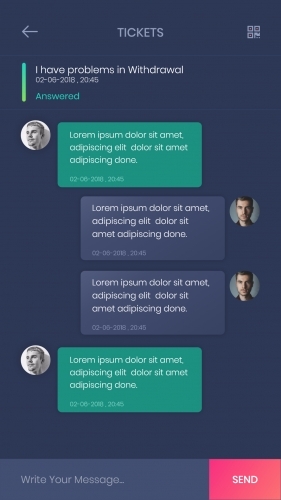 TICKETS
I have problems in Withdrawal
02-06-2018 , 20:45
Answered
Lorem ipsum dolor sit amet,
adipiscing elit dolor sit amet
adipiscing done.
02-06-2018 , 20:45
Lorem ipsum dolor sit amet,
adipiscing elit dolor sit
adipiscing done.
02-06-2018 , 20:45
Lorem ipsum dolor sit amet,
adipiscing elit dolor sit
adipiscing done.
02-06-2018 , 20:45
Lorem ipsum dolor sit amet,
adipiscing elit dolor sit amet
adipiscing done.
02-06-2018 , 20:45
Write Your Message... SEND